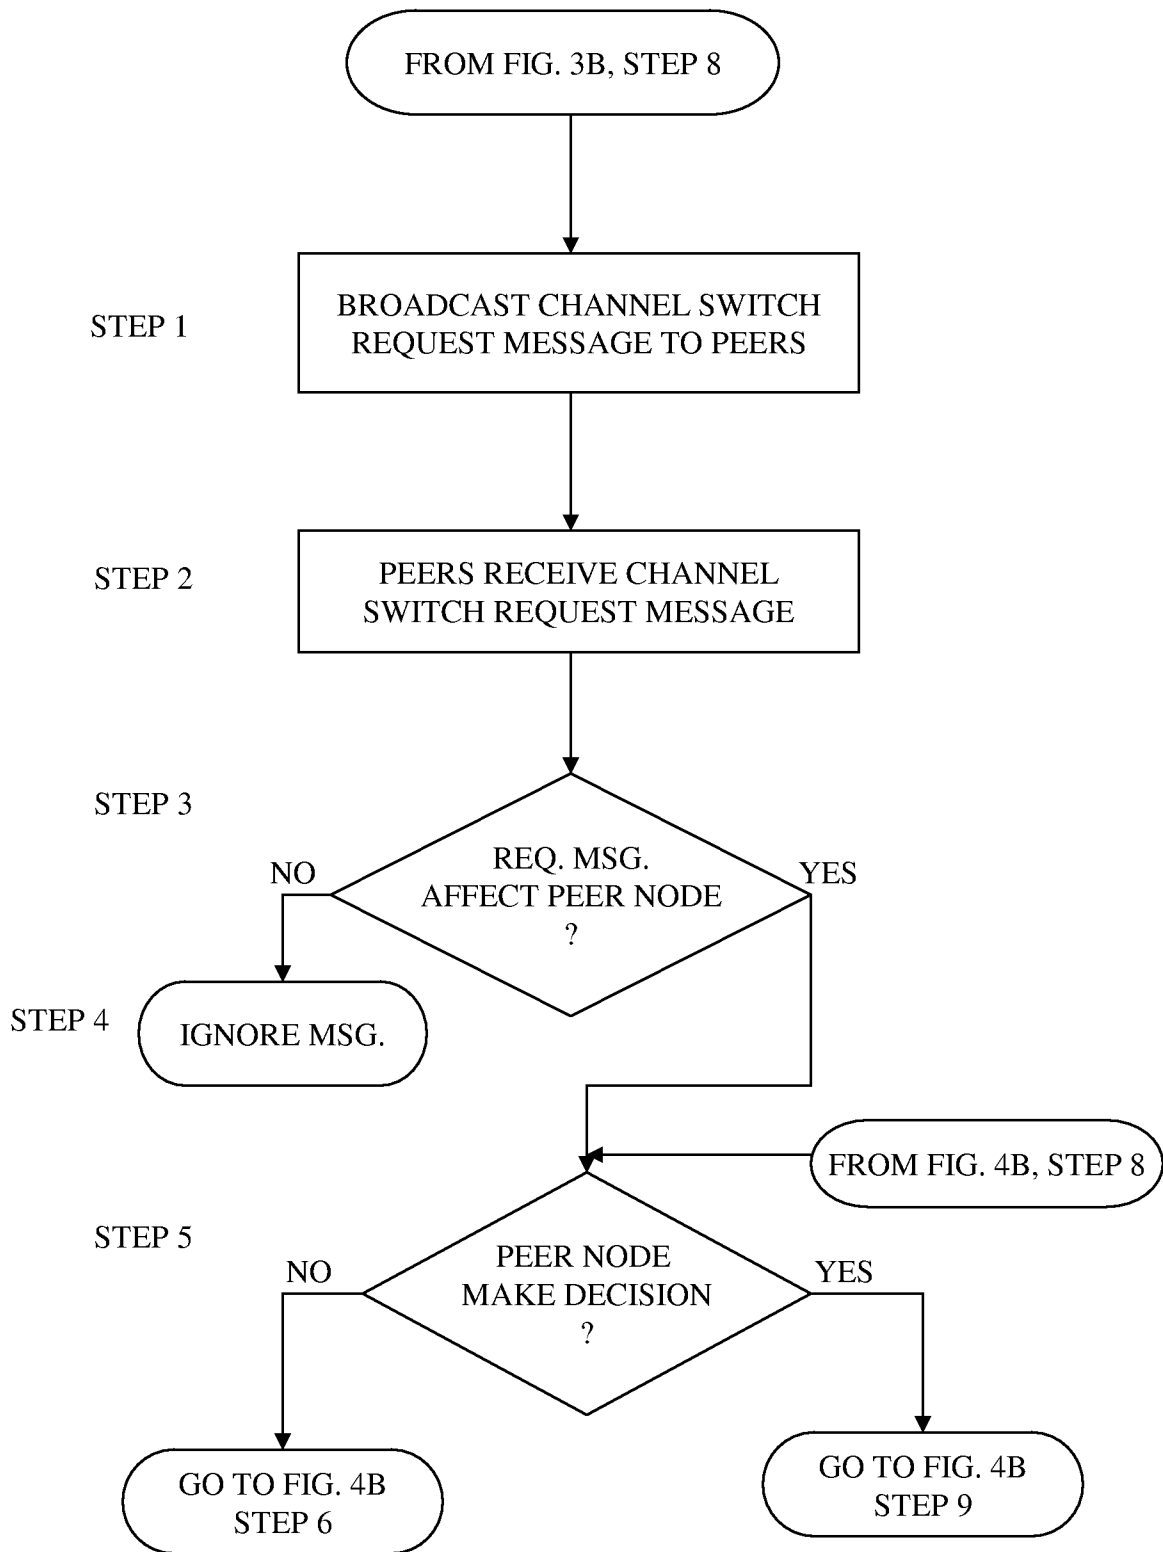 FROM FIG. 3B, STEP 8
STEP 1
BROADCAST CHANNEL SWITCH
REQUEST MESSAGE TO PEERS
STEP 2
PEERS RECEIVE CHANNEL
SWITCH REQUEST MESSAGE
STEP 3
NO
REQ. MSG.
AFFECT PEER NODE
?
YES
STEP 4
IGNORE MSG.
FROM FIG. 4B, STEP 8
STEP 5
NO
PEER NODE
MAKE DECISION
?
YES
GO TO FIG. 4B
STEP 6
GO TO FIG. 4B
STEP 9